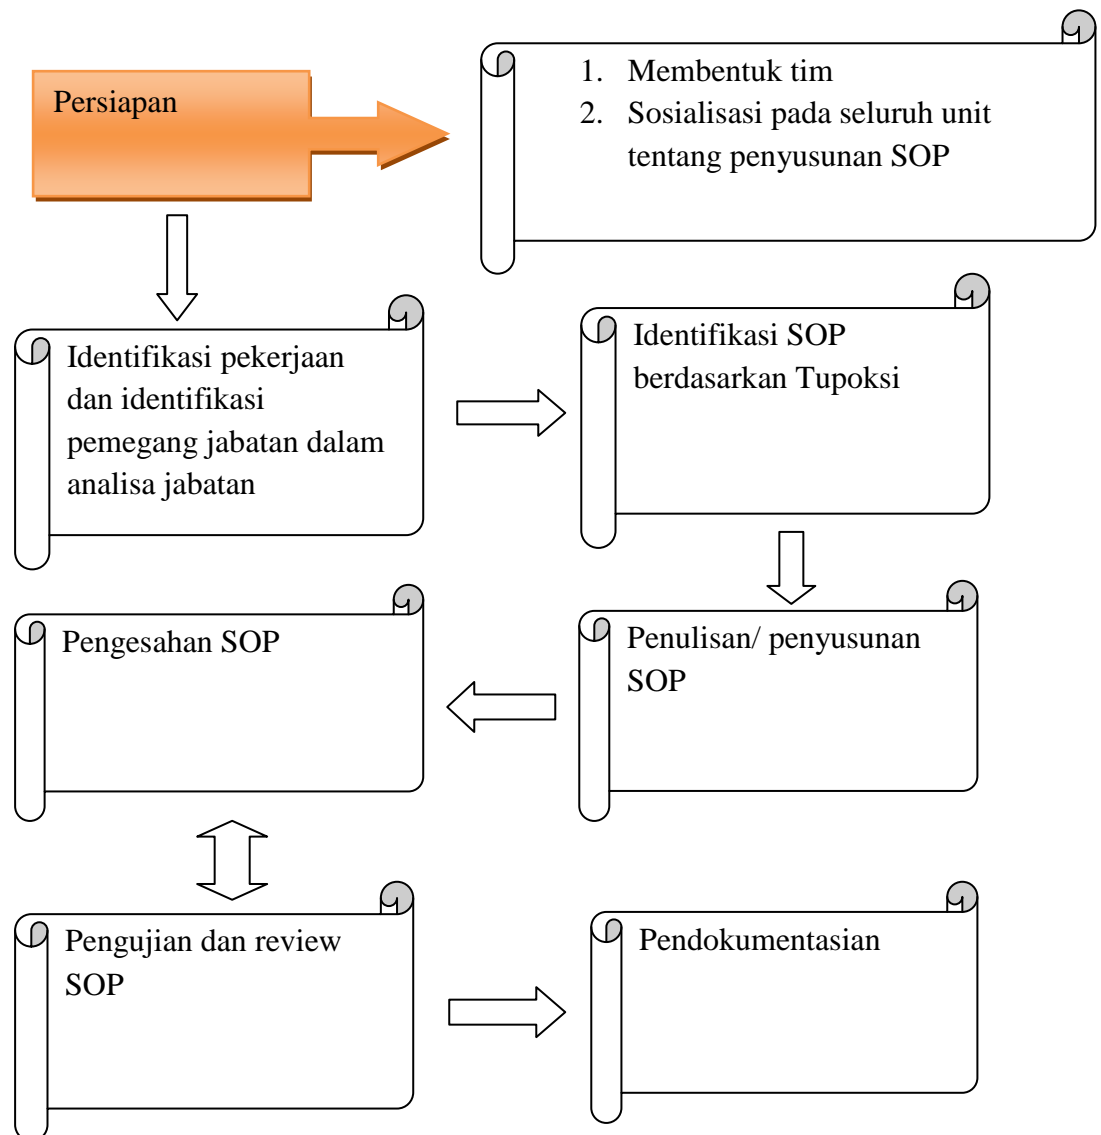 Persiapan
1. Membentuk tim
2. Sosialisasi pada seluruh unit
tentang penyusunan SOP
Identifikasi pekerjaan
dan identifikasi
pemegang jabatan dalam
analisa jabatan
Identifikasi SOP
berdasarkan Tupoksi
Penulisan/ penyusunan
SOP
Pengesahan SOP
Pengujian dan review
SOP
Pendokumentasian